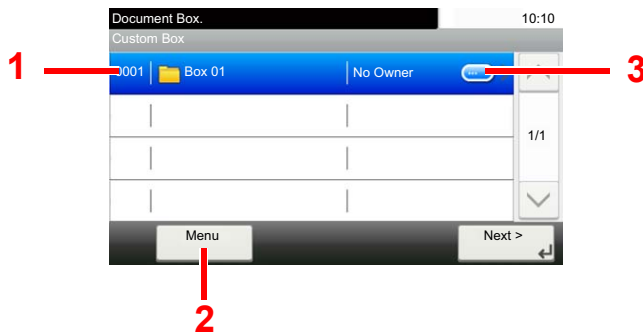 Document Box. 10:10
Custom Box
1 0001 Box 01 No Owner ... 3
1/1
Menu Next >
2